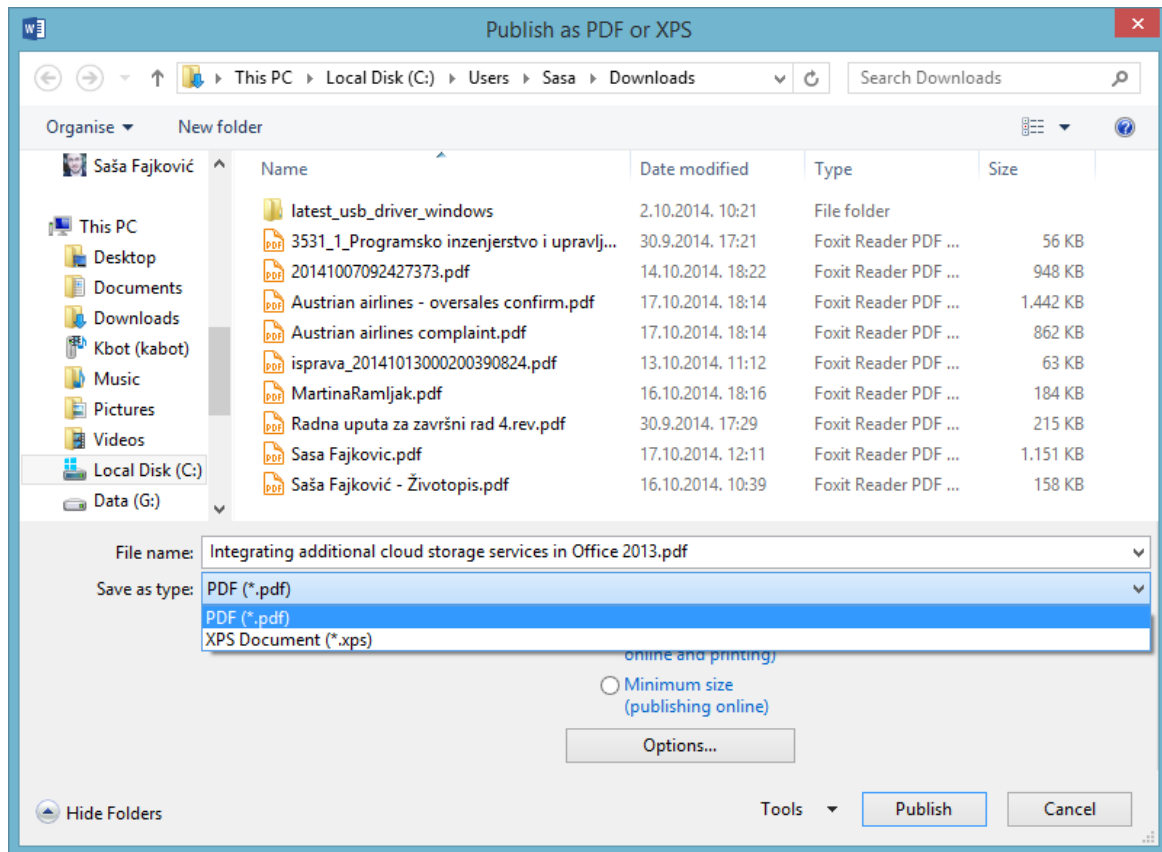 Publish as PDF or XPS
This PC Local Disk (C:) Users Sasa Downloads Search Downloads
Organise New folder
Saša Fajković
This PC
Desktop
Documents
Downloads
Kbot (kabot)
Music
Pictures
Videos
Local Disk (C:)
Data (G:)
Name Date modified Type Size
latest_usb_driver_windows 2.10.2014. 10:21 File folder
3531_1_Programsko inzenjerstvo i upravlj... 30.9.2014. 17:21 Foxit Reader PDF ... 56 KB
20141007092427373.pdf 14.10.2014. 18:22 Foxit Reader PDF ... 948 KB
Austrian airlines - oversales confirm.pdf 17.10.2014. 18:14 Foxit Reader PDF ... 1.442 KB
Austrian airlines complaint.pdf 17.10.2014. 18:14 Foxit Reader PDF ... 862 KB
isprava_20141013000200390824.pdf 13.10.2014. 11:12 Foxit Reader PDF ... 63 KB
MartinaRamljak.pdf 16.10.2014. 18:16 Foxit Reader PDF ... 184 KB
Radna uputa za završni rad 4.rev.pdf 30.9.2014. 17:29 Foxit Reader PDF ... 215 KB
Sasa Fajkovic.pdf 17.10.2014. 12:11 Foxit Reader PDF ... 1.151 KB
Saša Fajković - Životopis.pdf 16.10.2014. 10:39 Foxit Reader PDF ... 158 KB
File name: Integrating additional cloud storage services in Office 2013.pdf
Save as type: PDF (*.pdf)
PDF (*.pdf)
XPS Document (*.xps)
online and printing)
Minimum size
(publishing online)
Options...
Hide Folders Tools Publish Cancel